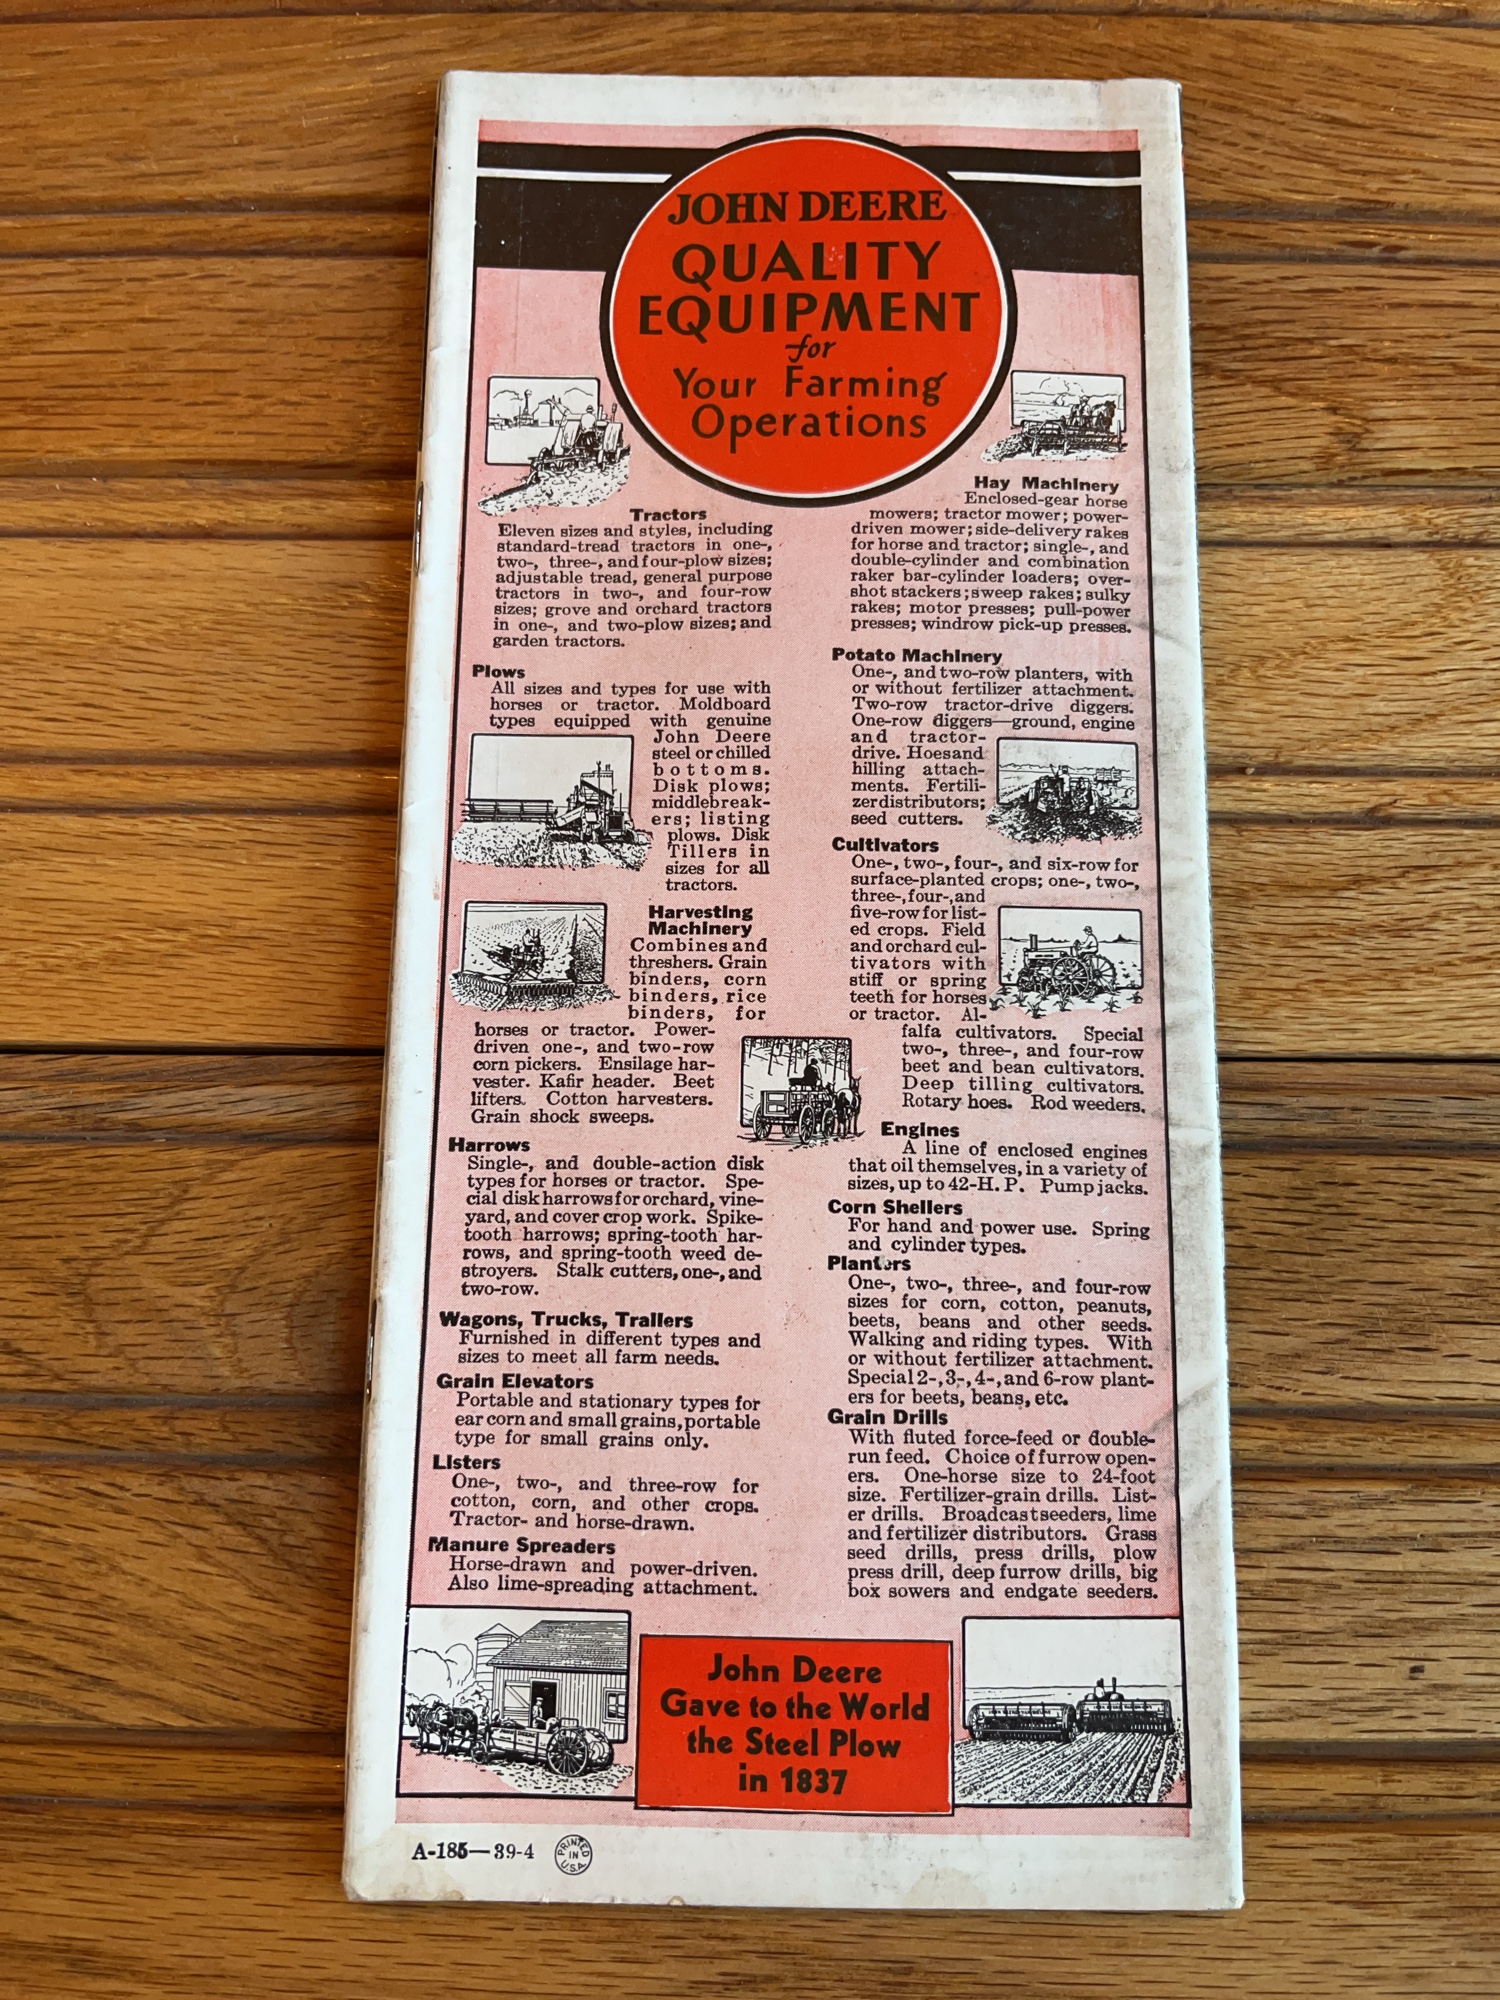 JOHN DEERE
QUALITY
EQUIPMENT
for
Your Farming
Operations
Tractors
Eleven sizes and styles, including
standard-tread tractors in one-,
two-, three-, and four-plow sizes;
adjustable tread, general purpose
tractors in two-, and four-row
sizes; grove and orchard tractors
in one-, and two-plow sizes; and
garden tractors.
Plows
All sizes and types for use with
horses or tractor. Moldboard
types equipped with genuine
John Deere
steel or chilled
bottoms.
Disk plows;
middlebreak-
ers; listing
plows. Disk
Tillers in
sizes for all
tractors.
Harvesting
Machinery
Combines and
threshers. Grain
binders, corn
binders, rice
binders, for
horses or tractor. Power-
driven one-, and two-row
corn pickers. Ensilage har-
vester. Kafir header. Beet
lifters. Cotton harvesters.
Grain shock sweeps.
Harrows
Single-, and double-action disk
types for horses or tractor. Spe-
cial disk harrows for orchard, vine-
yard, and cover crop work. Spike-
tooth harrows; spring-tooth har-
rows, and spring-tooth weed de-
stroyers. Stalk cutters, one-, and
two-row.
Wagons, Trucks, Trailers
Furnished in different types and
sizes to meet all farm needs.
Grain Elevators
Portable and stationary types for
ear corn and small grains, portable
type for small grains only.
Listers
One-, two-, and three-row for
cotton, corn, and other crops.
Tractor- and horse-drawn.
Manure Spreaders
Horse-drawn and power-driven.
Also lime-spreading attachment.
Hay Machinery
Enclosed-gear horse
mowers; tractor mower; power-
driven mower; side-delivery rakes
for horse and tractor; single-, and
double-cylinder and combination
raker bar-cylinder loaders; over-
shot stackers; sweep rakes; sulky
rakes; motor presses; pull-power
presses; windrow pick-up presses.
Potato Machinery
One-, and two-row planters, with
or without fertilizer attachment.
Two-row tractor-drive diggers.
One-row diggers—ground, engine
and tractor-
drive. Hoes and
hilling attach-
ments. Fertili-
zer distributors;
seed cutters.
Cultivators
One-, two-, four-, and six-row for
surface-planted crops; one-, two-,
three-, four-, and
five-row for list-
ed crops. Field
and orchard cul-
tivators with
stiff or spring
teeth for horses
or tractor. Al-
falfa cultivators. Special
two-, three-, and four-row
beet and bean cultivators.
Deep tilling cultivators.
Rotary hoes. Rod weeders.
Engines
A line of enclosed engines
that oil themselves, in a variety of
sizes, up to 42-H. P. Pump jacks.
Corn Shellers
For hand and power use. Spring
and cylinder types.
Planters
One-, two-, three-, and four-row
sizes for corn, cotton, peanuts,
beets, beans and other seeds.
Walking and riding types. With
or without fertilizer attachment.
Special 2-, 3-, 4-, and 6-row plant-
ers for beets, beans, etc.
Grain Drills
With fluted force-feed or double-
run feed. Choice of furrow open-
ers. One-horse size to 24-foot
size. Fertilizer-grain drills. List-
er drills. Broadcast seeders, lime
and fertilizer distributors. Grass
seed drills, press drills, plow
press drill, deep furrow drills, big
box sowers and endgate seeders.
John Deere
Gave to the World
the Steel Plow
in 1837
A-185—39-4
PRINTED
IN
U.S.A.